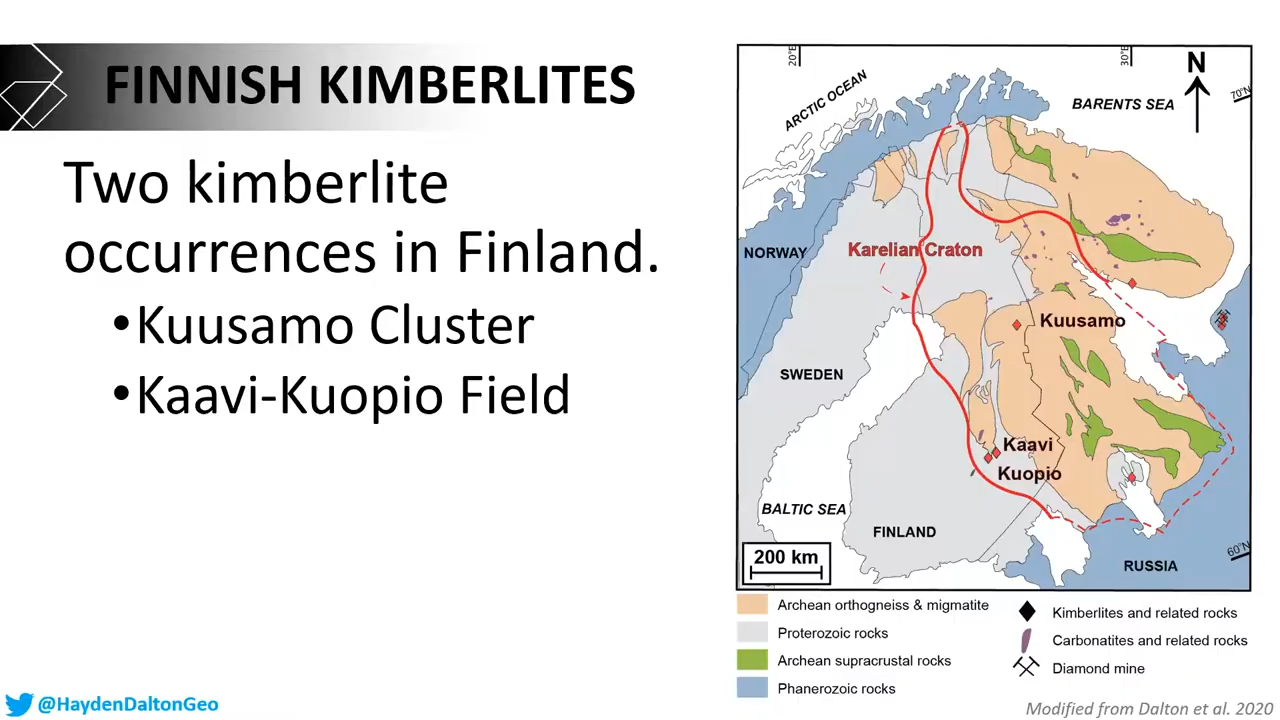 FINNISH KIMBERLITES
Two kimberlite
occurrences in Finland.
•Kuusamo Cluster
•Kaavi-Kuopio Field
@HaydenDaltonGeo
20°E
30°E
N
70°N
ARCTIC OCEAN
BARENTS SEA
NORWAY
Karelian Craton
Kuusamo
SWEDEN
Kaavi
Kuopio
BALTIC SEA
FINLAND
60°N
200 km
RUSSIA
Archean orthogneiss & migmatite
Proterozoic rocks
Archean supracrustal rocks
Phanerozoic rocks
Kimberlites and related rocks
Carbonatites and related rocks
Diamond mine
Modified from Dalton et al. 2020